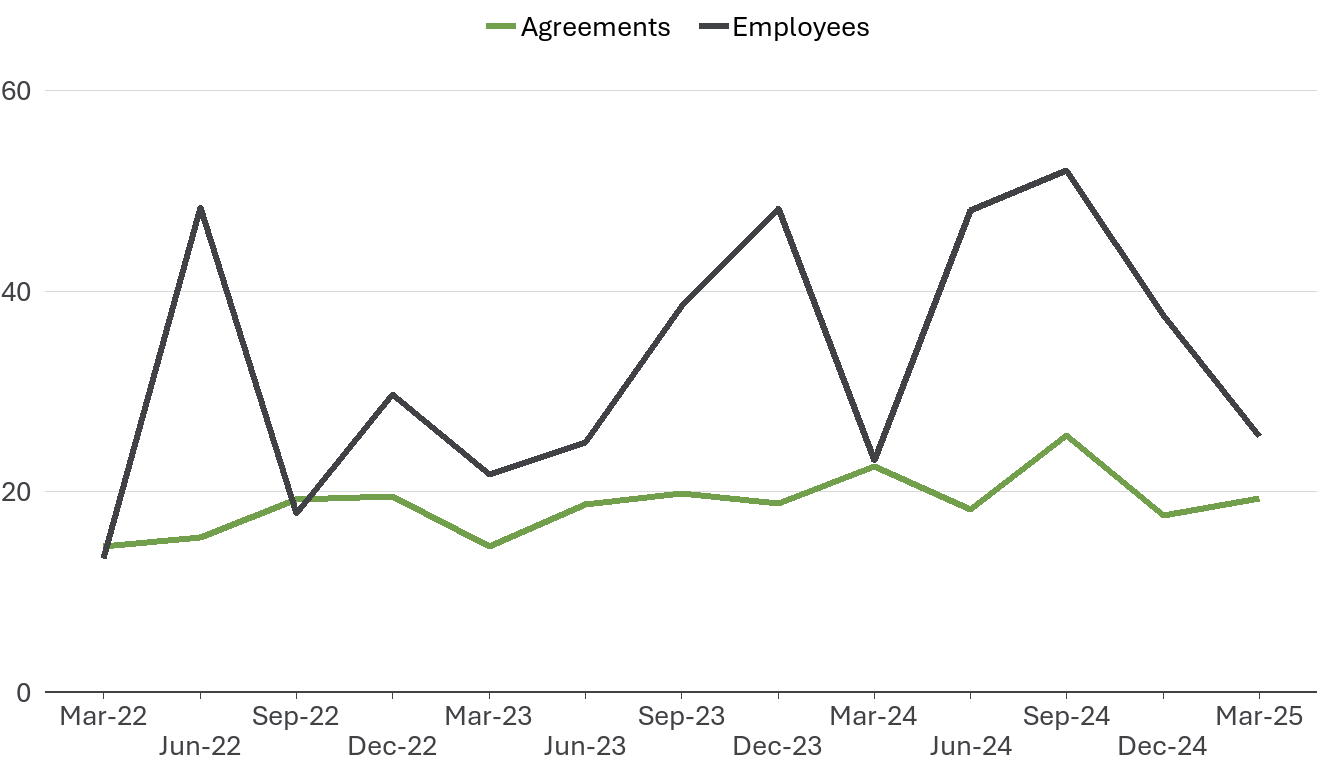 Agreements Employees
60
40
20
0
Mar-22 Sep-22 Mar-23 Sep-23 Mar-24 Sep-24 Mar-25
Jun-22 Dec-22 Jun-23 Dec-23 Jun-24 Dec-24